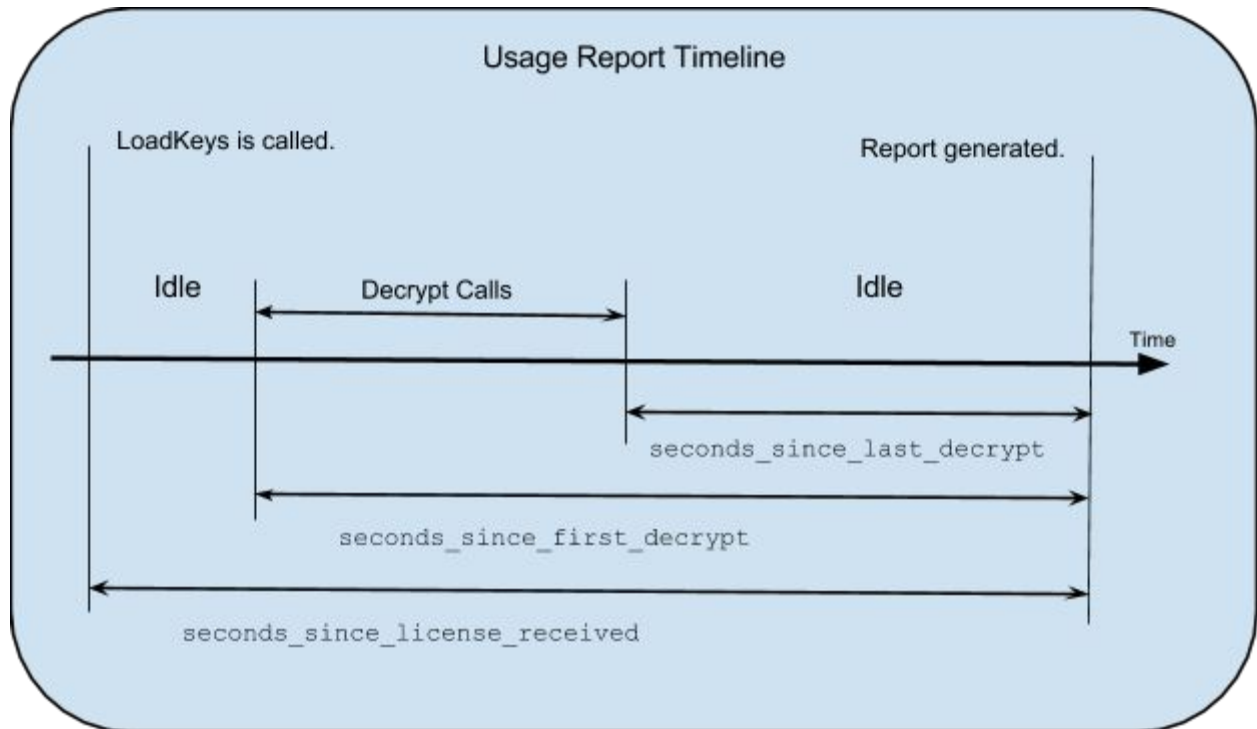 Usage Report Timeline
LoadKeys is called.
Report generated.
Idle
Decrypt Calls
Idle
Time
seconds_since_last_decrypt
seconds_since_first_decrypt
seconds_since_license_received